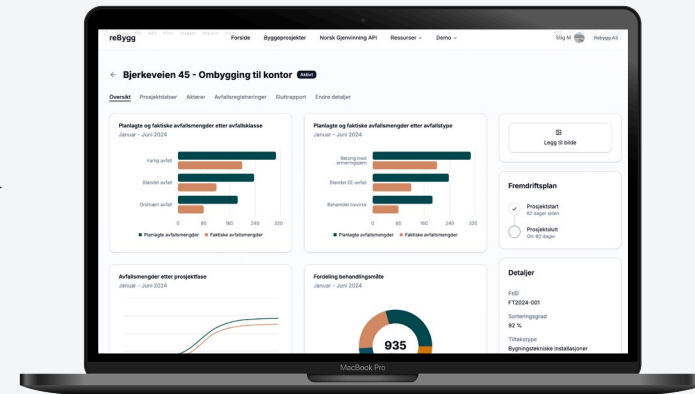 reBygg
Forside Byggeprosjekter Norsk Gjenvinning API Ressurser Demo
Stig M Rebygg AS
← Bjerkeveien 45 - Ombygging til kontor Aktivt
Oversikt Prosjektdatoer Aktører Avfallsregistreringer Sluttrapport Endre detaljer
Planlagte og faktiske avfallsmengder etter avfallsklasse
Januar - Juni 2024
Farlig avfall
Blandet avfall
Ordinært avfall
0 80 160 240 320
Planlagte avfallsmengder Faktiske avfallsmengder
Planlagte og faktiske avfallsmengder etter avfallstype
Januar - Juni 2024
Betong med
armeringsjern
Blandet EE-avfall
Behandlet trevirke
0 80 160 240 320
Planlagte avfallsmengder Faktiske avfallsmengder
Legg til bilde
Fremdriftsplan
Prosjektstart
62 dager siden
Prosjektslutt
Om 60 dager
Avfallsmengder etter prosjektfase
Januar - Juni 2024
Fordeling behandlingsmåte
Januar - Juni 2024
935
Detaljer
FtID
FT2024-001
Sorteringsgrad
92 %
Tiltakstype
Bygningstekniske installasjoner
MacBook Pro